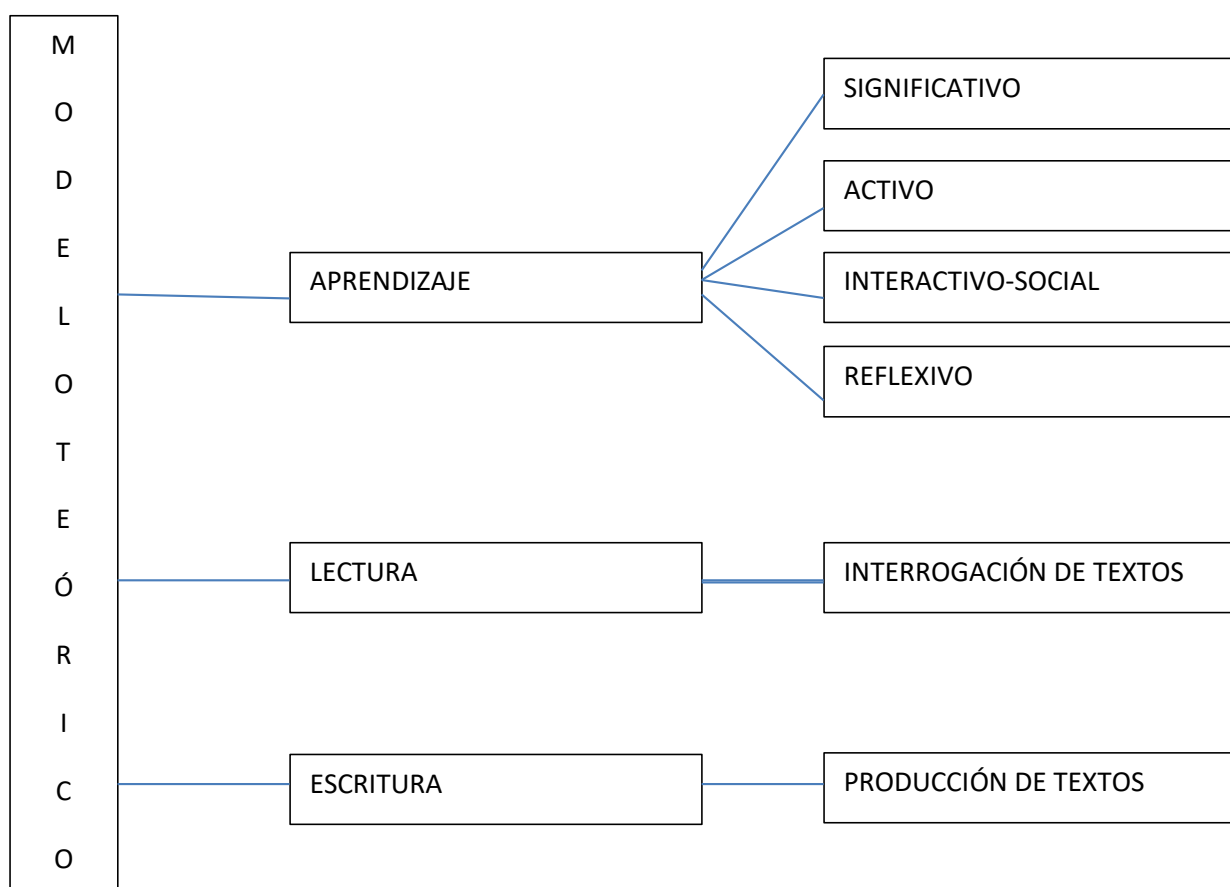 M
O
D
E
L
O
T
E
Ó
R
I
C
O
APRENDIZAJE
SIGNIFICATIVO
ACTIVO
INTERACTIVO-SOCIAL
REFLEXIVO
LECTURA
INTERROGACIÓN DE TEXTOS
ESCRITURA
PRODUCCIÓN DE TEXTOS